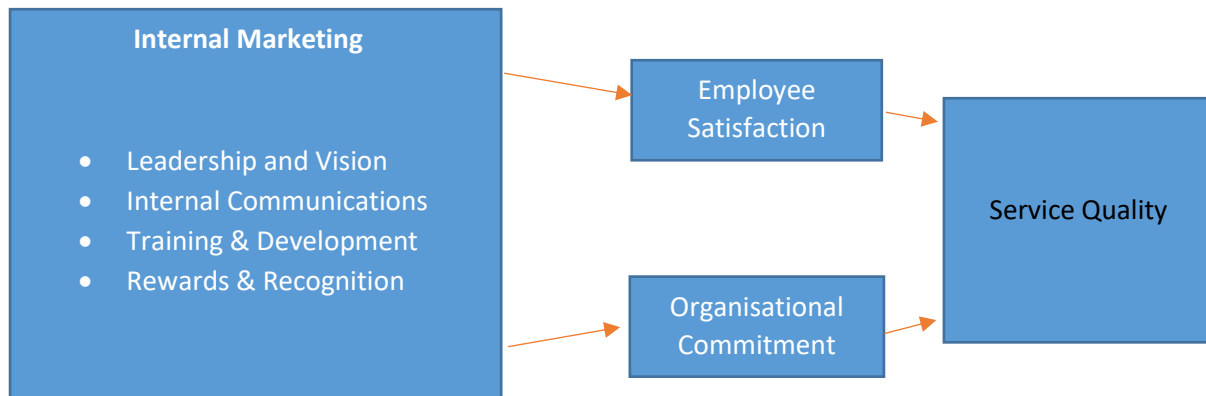 Internal Marketing
• Leadership and Vision
• Internal Communications
• Training & Development
• Rewards & Recognition
Employee
Satisfaction
Organisational
Commitment
Service Quality